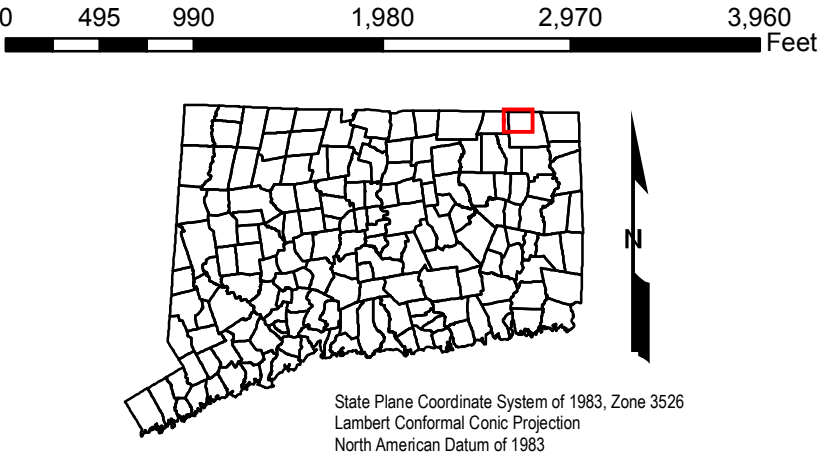 0 495 990 1,980 2,970 3,960
Feet
N
State Plane Coordinate System of 1983, Zone 3526
Lambert Conformal Conic Projection
North American Datum of 1983